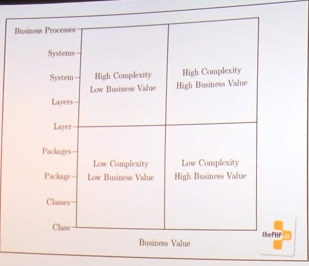 Business Processes
Systems
System
Layers
Layer
Packages
Package
Classes
Class
High Complexity
Low Business Value
High Complexity
High Business Value
Low Complexity
Low Business Value
Low Complexity
High Business Value
Business Value
thePHP.cc